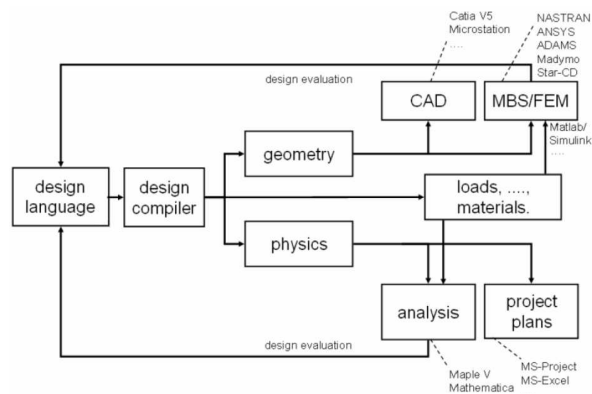 Catia V5
Microstation
....
NASTRAN
ANSYS
ADAMS
Madymo
Star-CD
design evaluation
CAD
MBS/FEM
Matlab/
Simulink
....
geometry
design
language
design
compiler
loads, ....,
materials.
physics
analysis
project
plans
design evaluation
Maple V
Mathematica
MS-Project
MS-Excel